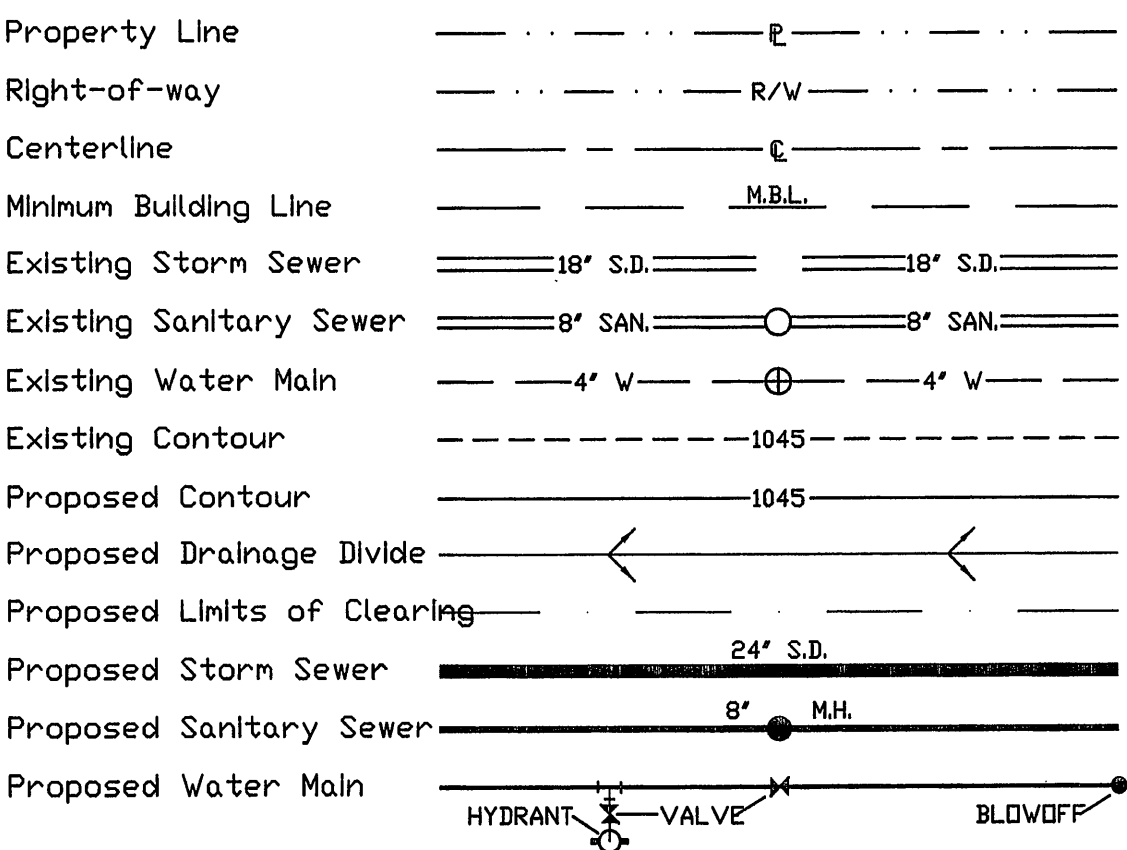 Property Line ⅊
Right-of-way R/W
Centerline ℄
Minimum Building Line M.B.L.
Existing Storm Sewer 18" S.D. 18" S.D.
Existing Sanitary Sewer 8" SAN. 8" SAN.
Existing Water Main 4" W 4" W
Existing Contour 1045
Proposed Contour 1045
Proposed Drainage Divide
Proposed Limits of Clearing
Proposed Storm Sewer 24" S.D.
Proposed Sanitary Sewer 8" M.H.
Proposed Water Main
HYDRANT VALVE BLOWOFF